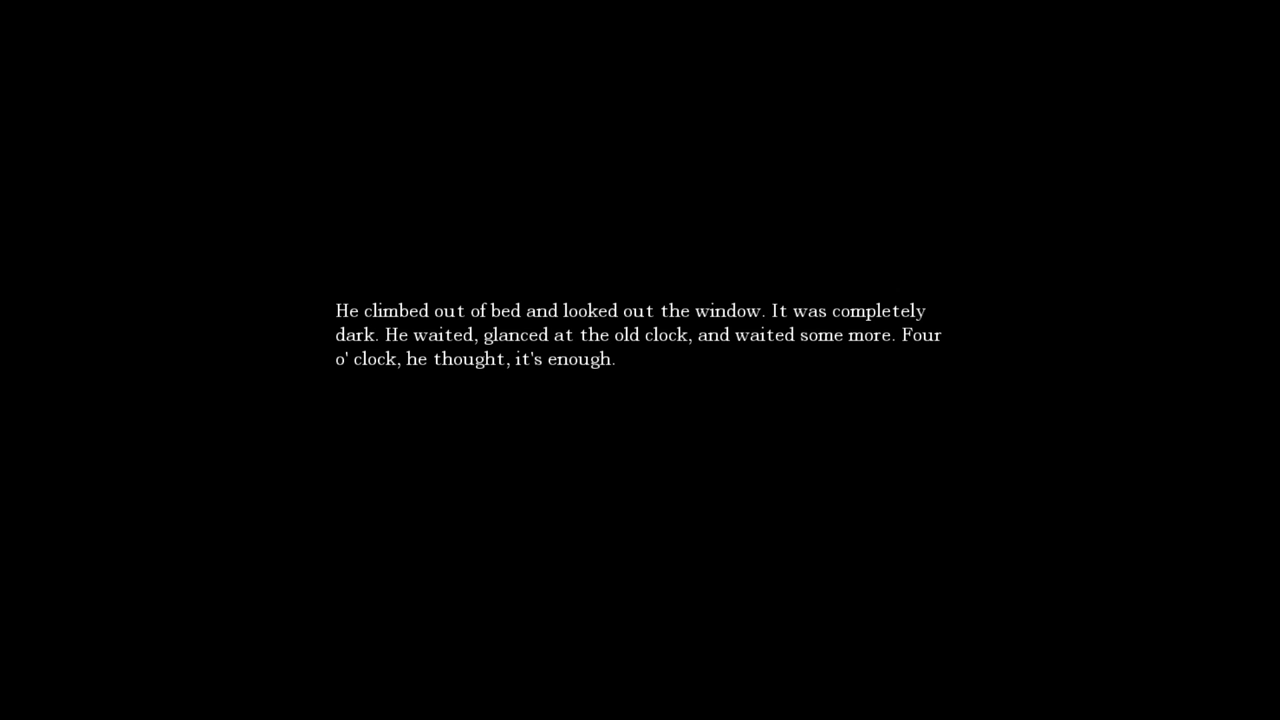 He climbed out of bed and looked out the window. It was completely
dark. He waited, glanced at the old clock, and waited some more. Four
o' clock, he thought, it's enough.